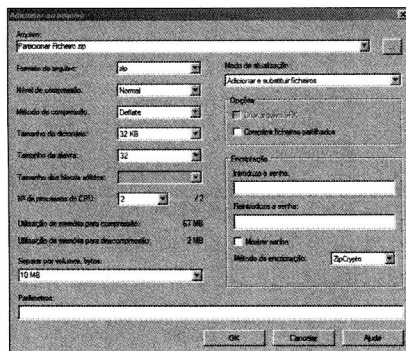 Adicionar ao arquivo
Arquivo:
Particionar Ficheiro.zip
...
Formato do arquivo:
zip
Nível de compressão:
Normal
Método de compressão:
Deflate
Tamanho do dicionário:
32 KB
Tamanho da palavra:
32
Tamanho dos blocos sólidos:
Nº de processos do CPU:
2
/ 2
Utilização de memória para compressão:
67 MB
Utilização de memória para descompressão:
2 MB
Separar por volumes, bytes:
10 MB
Parâmetros:
Modo de atualização:
Adicionar e substituir ficheiros
Opções
Criar arquivo SFX
Comprimir ficheiros partilhados
Encriptação
Introduza a senha:
Reintroduza a senha:
Mostrar senha
Método de encriptação:
ZipCrypto
OK
Cancelar
Ajuda